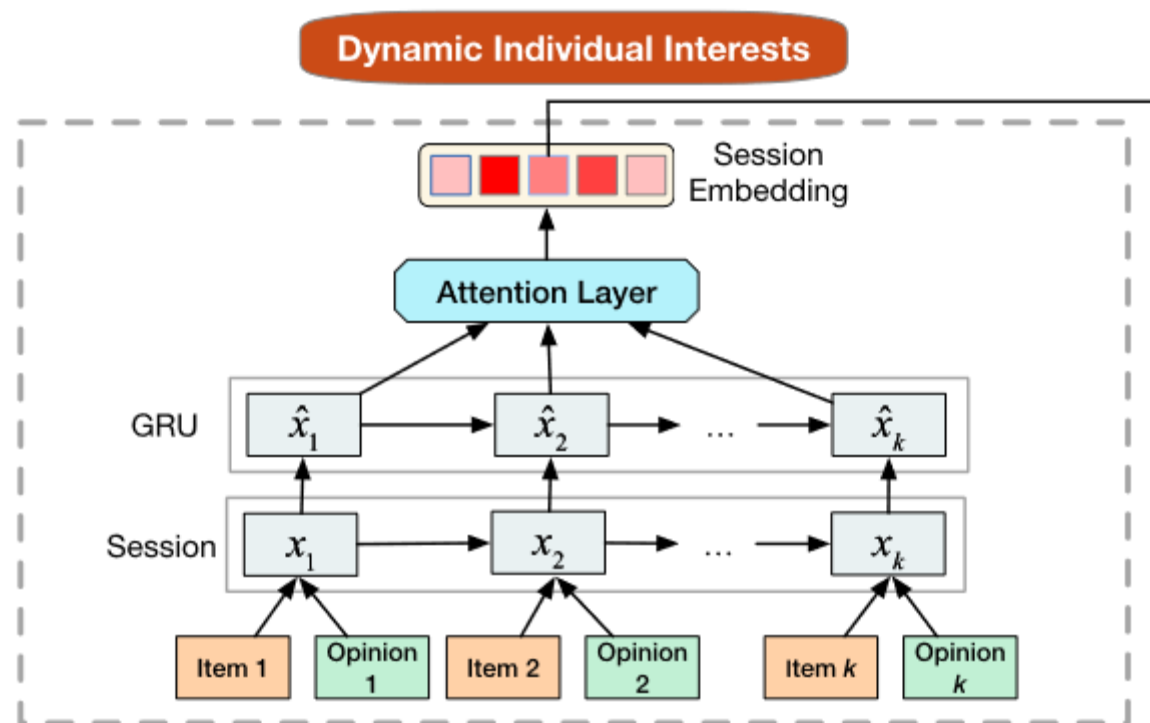 Dynamic Individual Interests
Session
Embedding
Attention Layer
GRU
x̂₁
x̂₂
...
x̂ₖ
Session
x₁
x₂
...
xₖ
Item 1
Opinion
1
Item 2
Opinion
2
Item k
Opinion
k